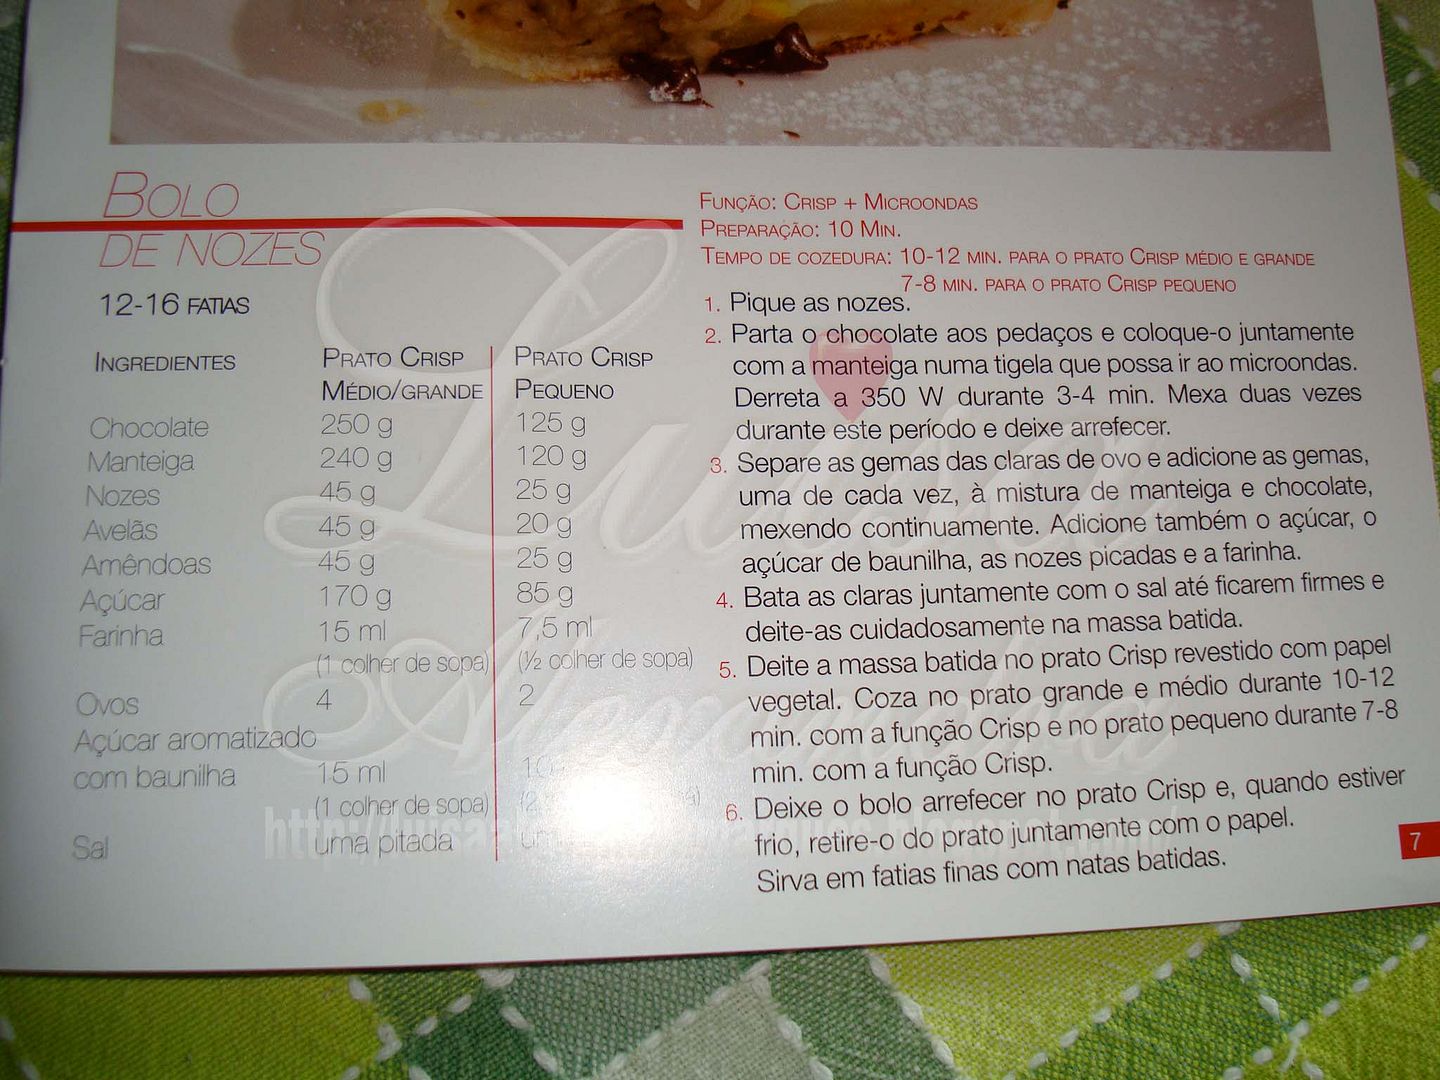 BOLO
DE NOZES
12-16 FATIAS
INGREDIENTES
PRATO CRISP MÉDIO/GRANDE
PRATO CRISP PEQUENO
Chocolate 250 g 125 g
Manteiga 240 g 120 g
Nozes 45 g 25 g
Avelãs 45 g 20 g
Amêndoas 45 g 25 g
Açúcar 170 g 85 g
Farinha 15 ml 7,5 ml
(1 colher de sopa) (½ colher de sopa)
Ovos 4 2
Açúcar aromatizado
com baunilha 15 ml
(1 colher de sopa)
Sal uma pitada
FUNÇÃO: CRISP + MICROONDAS
PREPARAÇÃO: 10 MIN.
TEMPO DE COZEDURA: 10-12 MIN. PARA O PRATO CRISP MÉDIO E GRANDE
7-8 MIN. PARA O PRATO CRISP PEQUENO
1. Pique as nozes.
2. Parta o chocolate aos pedaços e coloque-o juntamente
com a manteiga numa tigela que possa ir ao microondas.
Derreta a 350 W durante 3-4 min. Mexa duas vezes
durante este período e deixe arrefecer.
3. Separe as gemas das claras de ovo e adicione as gemas,
uma de cada vez, à mistura de manteiga e chocolate,
mexendo continuamente. Adicione também o açúcar, o
açúcar de baunilha, as nozes picadas e a farinha.
4. Bata as claras juntamente com o sal até ficarem firmes e
deite-as cuidadosamente na massa batida.
5. Deite a massa batida no prato Crisp revestido com papel
vegetal. Coza no prato grande e médio durante 10-12
min. com a função Crisp e no prato pequeno durante 7-8
min. com a função Crisp.
6. Deixe o bolo arrefecer no prato Crisp e, quando estiver
frio, retire-o do prato juntamente com o papel.
Sirva em fatias finas com natas batidas.
7
Luísa
Alexandra